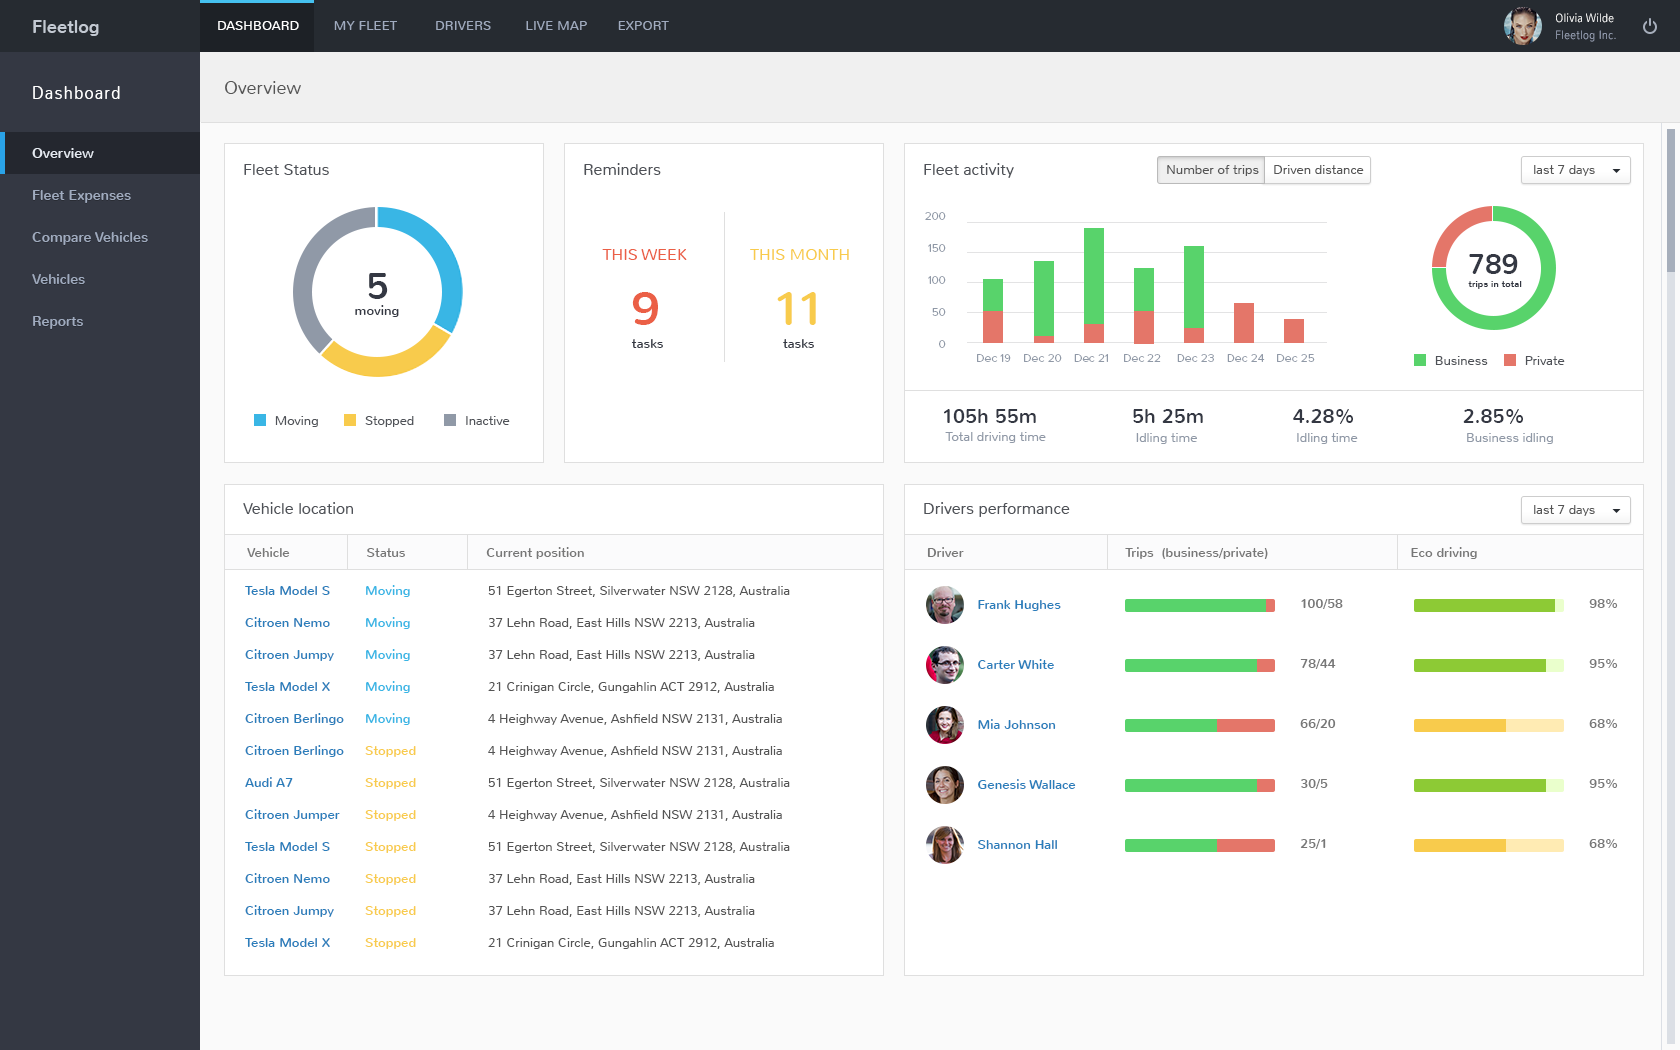 Fleetlog
DASHBOARD MY FLEET DRIVERS LIVE MAP EXPORT
Olivia Wilde
Fleetlog Inc.
Dashboard
Overview
Fleet Expenses
Compare Vehicles
Vehicles
Reports
Overview
Fleet Status
5
moving
Moving Stopped Inactive
Reminders
THIS WEEK
9
tasks
THIS MONTH
11
tasks
Fleet activity
Number of trips Driven distance
last 7 days
200
150
100
50
0
Dec 19 Dec 20 Dec 21 Dec 22 Dec 23 Dec 24 Dec 25
789
trips in total
Business Private
105h 55m 5h 25m 4.28% 2.85%
Total driving time Idling time Idling time Business idling
Vehicle location
Vehicle Status Current position
Tesla Model S Moving 51 Egerton Street, Silverwater NSW 2128, Australia
Citroen Nemo Moving 37 Lehn Road, East Hills NSW 2213, Australia
Citroen Jumpy Moving 37 Lehn Road, East Hills NSW 2213, Australia
Tesla Model X Moving 21 Crinigan Circle, Gungahlin ACT 2912, Australia
Citroen Berlingo Moving 4 Heighway Avenue, Ashfield NSW 2131, Australia
Citroen Berlingo Stopped 4 Heighway Avenue, Ashfield NSW 2131, Australia
Audi A7 Stopped 51 Egerton Street, Silverwater NSW 2128, Australia
Citroen Jumper Stopped 4 Heighway Avenue, Ashfield NSW 2131, Australia
Tesla Model S Stopped 51 Egerton Street, Silverwater NSW 2128, Australia
Citroen Nemo Stopped 37 Lehn Road, East Hills NSW 2213, Australia
Citroen Jumpy Stopped 37 Lehn Road, East Hills NSW 2213, Australia
Tesla Model X Stopped 21 Crinigan Circle, Gungahlin ACT 2912, Australia
Drivers performance
last 7 days
Driver Trips (business/private) Eco driving
Frank Hughes 100/58 98%
Carter White 78/44 95%
Mia Johnson 66/20 68%
Genesis Wallace 30/5 95%
Shannon Hall 25/1 68%